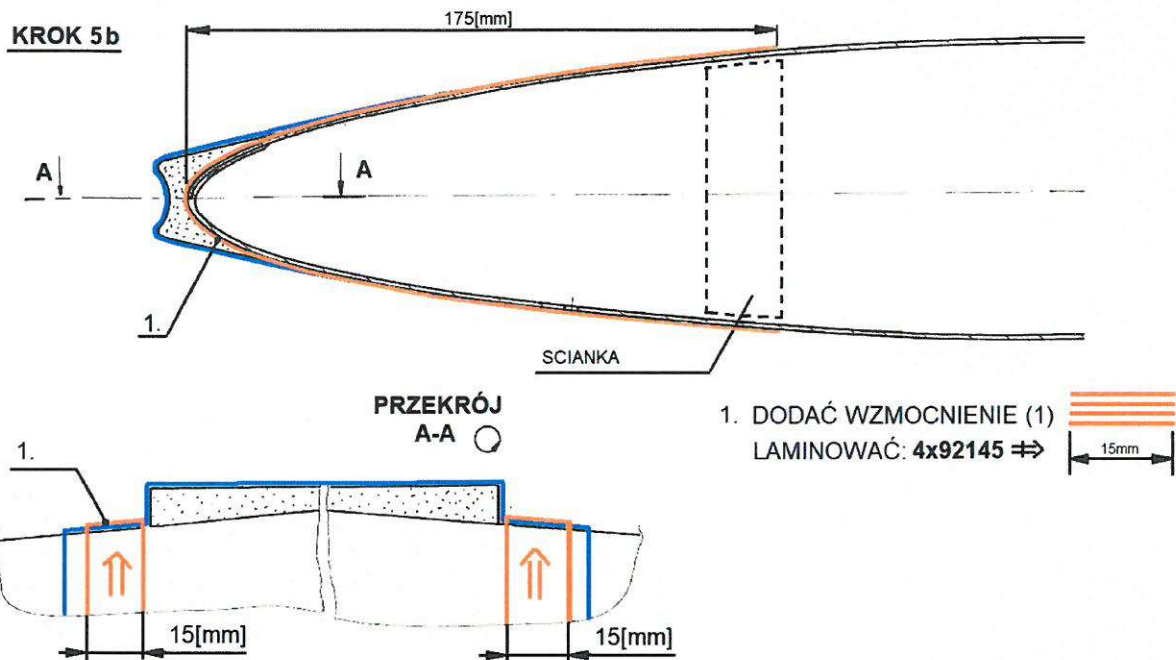 KROK 5b
175[mm]
A
A
1.
SCIANKA
PRZEKRÓJ
A-A
1. DODAĆ WZMOCNIENIE (1)
LAMINOWAĆ: 4x92145
15mm
1.
15[mm]
15[mm]